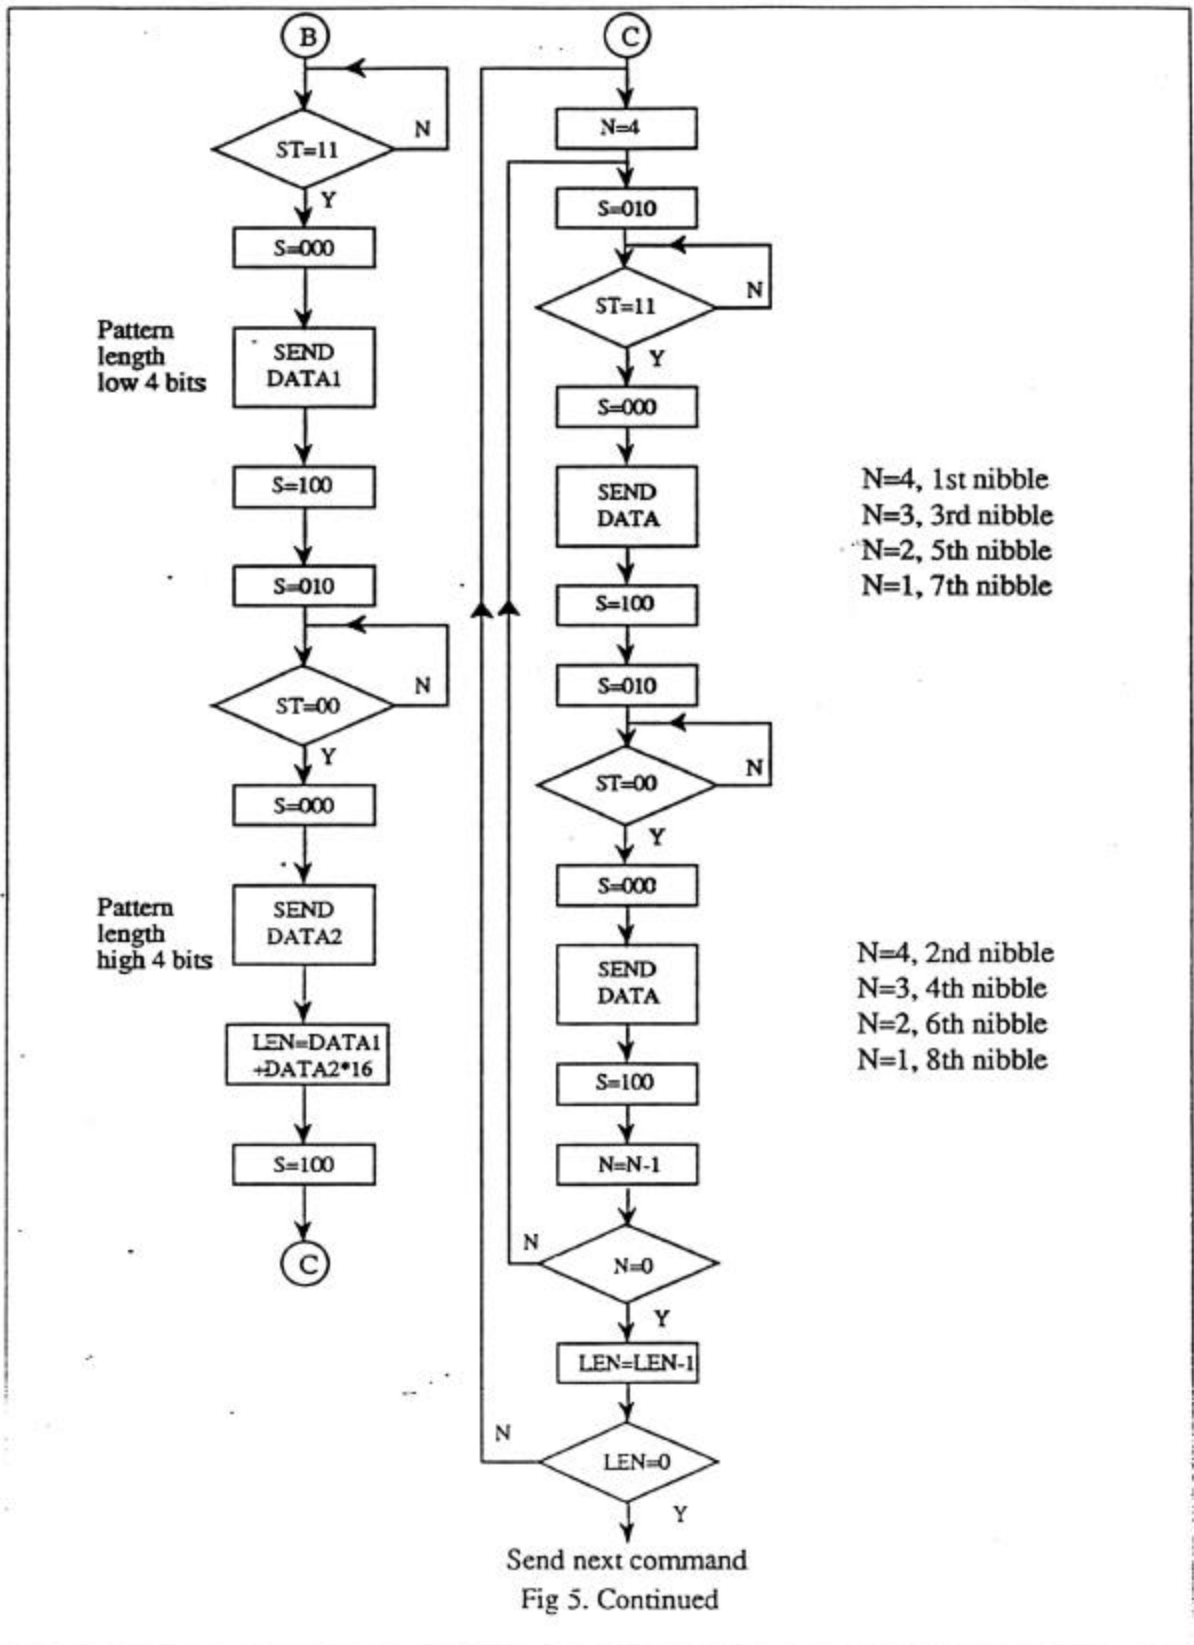 B
N
ST=11
Y
S=000
Pattern
length
low 4 bits
SEND
DATA1
S=100
S=010
N
ST=00
Y
S=000
Pattern
length
high 4 bits
SEND
DATA2
LEN=DATA1
+DATA2*16
S=100
C
C
N=4
S=010
N
ST=11
Y
S=000
SEND
DATA
N=4, 1st nibble
N=3, 3rd nibble
N=2, 5th nibble
N=1, 7th nibble
S=100
S=010
N
ST=00
Y
S=000
SEND
DATA
N=4, 2nd nibble
N=3, 4th nibble
N=2, 6th nibble
N=1, 8th nibble
S=100
N=N-1
N
N=0
Y
LEN=LEN-1
N
LEN=0
Y
Send next command
Fig 5. Continued